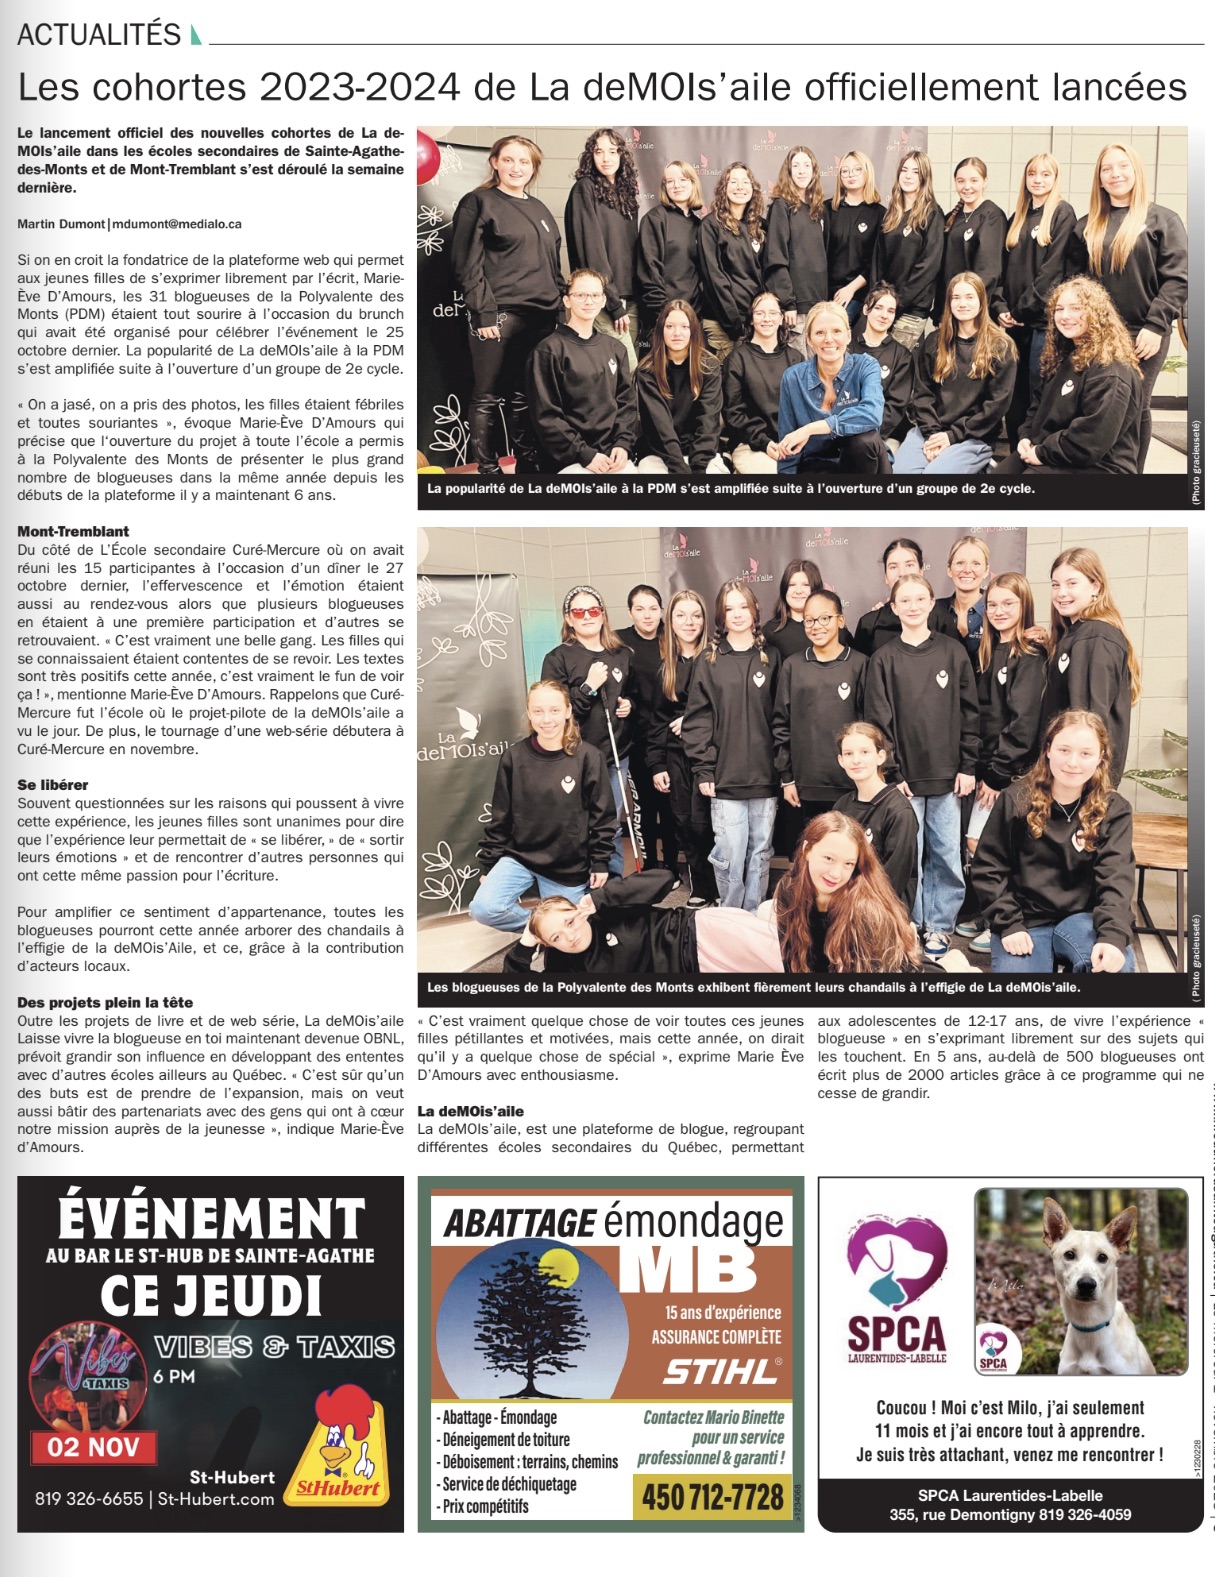 ACTUALITÉS
Les cohortes 2023-2024 de La deMOIs’aile officiellement lancées
Le lancement officiel des nouvelles cohortes de La de-
MOIs’aile dans les écoles secondaires de Sainte-Agathe-
des-Monts et de Mont-Tremblant s’est déroulé la semaine
dernière.
Martin Dumont|mdumont@medialo.ca
Si on en croit la fondatrice de la plateforme web qui permet
aux jeunes filles de s’exprimer librement par l’écrit, Marie-
Ève D’Amours, les 31 blogueuses de la Polyvalente des
Monts (PDM) étaient tout sourire à l’occasion du brunch
qui avait été organisé pour célébrer l’événement le 25
octobre dernier. La popularité de La deMOIs’aile à la PDM
s’est amplifiée suite à l’ouverture d’un groupe de 2e cycle.
« On a jasé, on a pris des photos, les filles étaient fébriles
et toutes souriantes », évoque Marie-Ève D’Amours qui
précise que l‘ouverture du projet à toute l’école a permis
à la Polyvalente des Monts de présenter le plus grand
nombre de blogueuses dans la même année depuis les
débuts de la plateforme il y a maintenant 6 ans.
Mont-Tremblant
Du côté de L’École secondaire Curé-Mercure où on avait
réuni les 15 participantes à l’occasion d’un dîner le 27
octobre dernier, l’effervescence et l’émotion étaient
aussi au rendez-vous alors que plusieurs blogueuses
en étaient à une première participation et d’autres se
retrouvaient. « C’est vraiment une belle gang. Les filles qui
se connaissaient étaient contentes de se revoir. Les textes
sont très positifs cette année, c’est vraiment le fun de voir
ça ! », mentionne Marie-Ève D’Amours. Rappelons que Curé-
Mercure fut l’école où le projet-pilote de la deMOIs’aile a
vu le jour. De plus, le tournage d’une web-série débutera à
Curé-Mercure en novembre.
Se libérer
Souvent questionnées sur les raisons qui poussent à vivre
cette expérience, les jeunes filles sont unanimes pour dire
que l’expérience leur permettait de « se libérer, » de « sortir
leurs émotions » et de rencontrer d’autres personnes qui
ont cette même passion pour l’écriture.
Pour amplifier ce sentiment d’appartenance, toutes les
blogueuses pourront cette année arborer des chandails à
l’effigie de la deMOis’Aile, et ce, grâce à la contribution
d’acteurs locaux.
Des projets plein la tête
Outre les projets de livre et de web série, La deMOis’aile
Laisse vivre la blogueuse en toi maintenant devenue OBNL,
prévoit grandir son influence en développant des ententes
avec d’autres écoles ailleurs au Québec. « C’est sûr qu’un
des buts est de prendre de l’expansion, mais on veut
aussi bâtir des partenariats avec des gens qui ont à cœur
notre mission auprès de la jeunesse », indique Marie-Ève
d’Amours.
La popularité de La deMOIs’aile à la PDM s’est amplifiée suite à l’ouverture d’un groupe de 2e cycle.
(Photo gracieuseté)
La
deMOIs’aile
Les blogueuses de la Polyvalente des Monts exhibent fièrement leurs chandails à l’effigie de La deMOIs’aile.
( Photo gracieuseté)
« C’est vraiment quelque chose de voir toutes ces jeunes
filles pétillantes et motivées, mais cette année, on dirait
qu’il y a quelque chose de spécial », exprime Marie Ève
D’Amours avec enthousiasme.
La deMOis’aile
La deMOIs’aile, est une plateforme de blogue, regroupant
différentes écoles secondaires du Québec, permettant
aux adolescentes de 12-17 ans, de vivre l’expérience «
blogueuse » en s’exprimant librement sur des sujets qui
les touchent. En 5 ans, au-delà de 500 blogueuses ont
écrit plus de 2000 articles grâce à ce programme qui ne
cesse de grandir.
ÉVÉNEMENT
AU BAR LE ST-HUB DE SAINTE-AGATHE
CE JEUDI
Vibes
&TAXIS
VIBES & TAXIS
6 PM
02 NOV
St-Hubert
819 326-6655 | St-Hubert.com
StHubert
ABATTAGE émondage
MB
15 ans d’expérience
ASSURANCE COMPLÈTE
STIHL®
- Abattage - Émondage
- Déneigement de toiture
- Déboisement : terrains, chemins
- Service de déchiquetage
- Prix compétitifs
Contactez Mario Binette
pour un service
professionnel & garanti !
450 712-7728
>1234068
SPCA
LAURENTIDES-LABELLE
Milo
SPCA
Coucou ! Moi c’est Milo, j’ai seulement
11 mois et j’ai encore tout à apprendre.
Je suis très attachant, venez me rencontrer !
>1230228
SPCA Laurentides-Labelle
355, rue Demontigny 819 326-4059